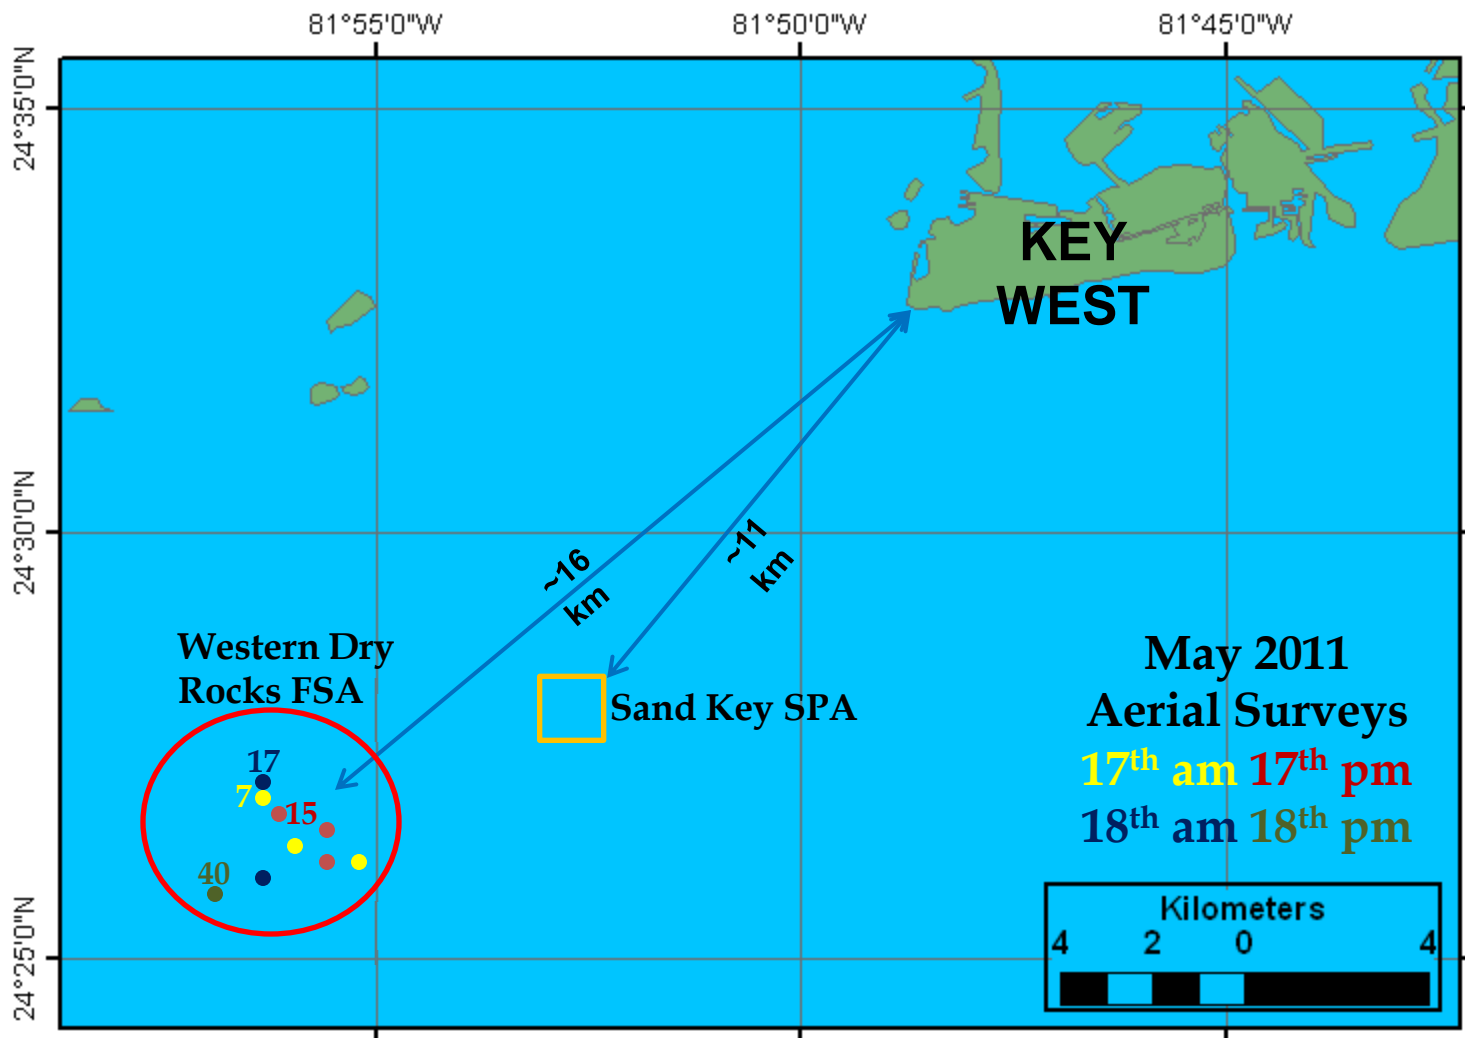 81°55'0"W 81°50'0"W 81°45'0"W
24°35'0"N
KEY
WEST
24°30'0"N
~16
km
~11
km
Western Dry
Rocks FSA
Sand Key SPA
17
7
15
40
May 2011
Aerial Surveys
17th am 17th pm
18th am 18th pm
Kilometers
4 2 0 4
24°25'0"N